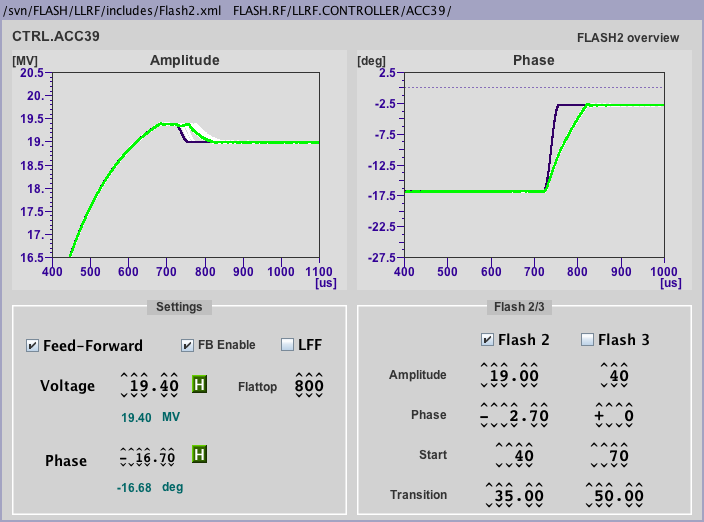 /svn/FLASH/LLRF/includes/Flash2.xml FLASH.RF/LLRF.CONTROLLER/ACC39/
CTRL.ACC39
FLASH2 overview
[MV] Amplitude
20.5
20.
19.5
19.
18.5
18.
17.5
17.
16.5
400 500 600 700 800 900 1000 1100
[us]
[deg] Phase
2.5
-2.5
-7.5
-12.5
-17.5
-22.5
-27.5
400 500 600 700 800 900 1000
[us]
Settings
Feed-Forward FB Enable LFF
Voltage 19.40 H Flattop 800
19.40 MV
Phase - 16.70 H
-16.68 deg
Flash 2/3
Flash 2 Flash 3
Amplitude 19.00 40
Phase - 2.70 + 0
Start 40 70
Transition 35.00 50.00